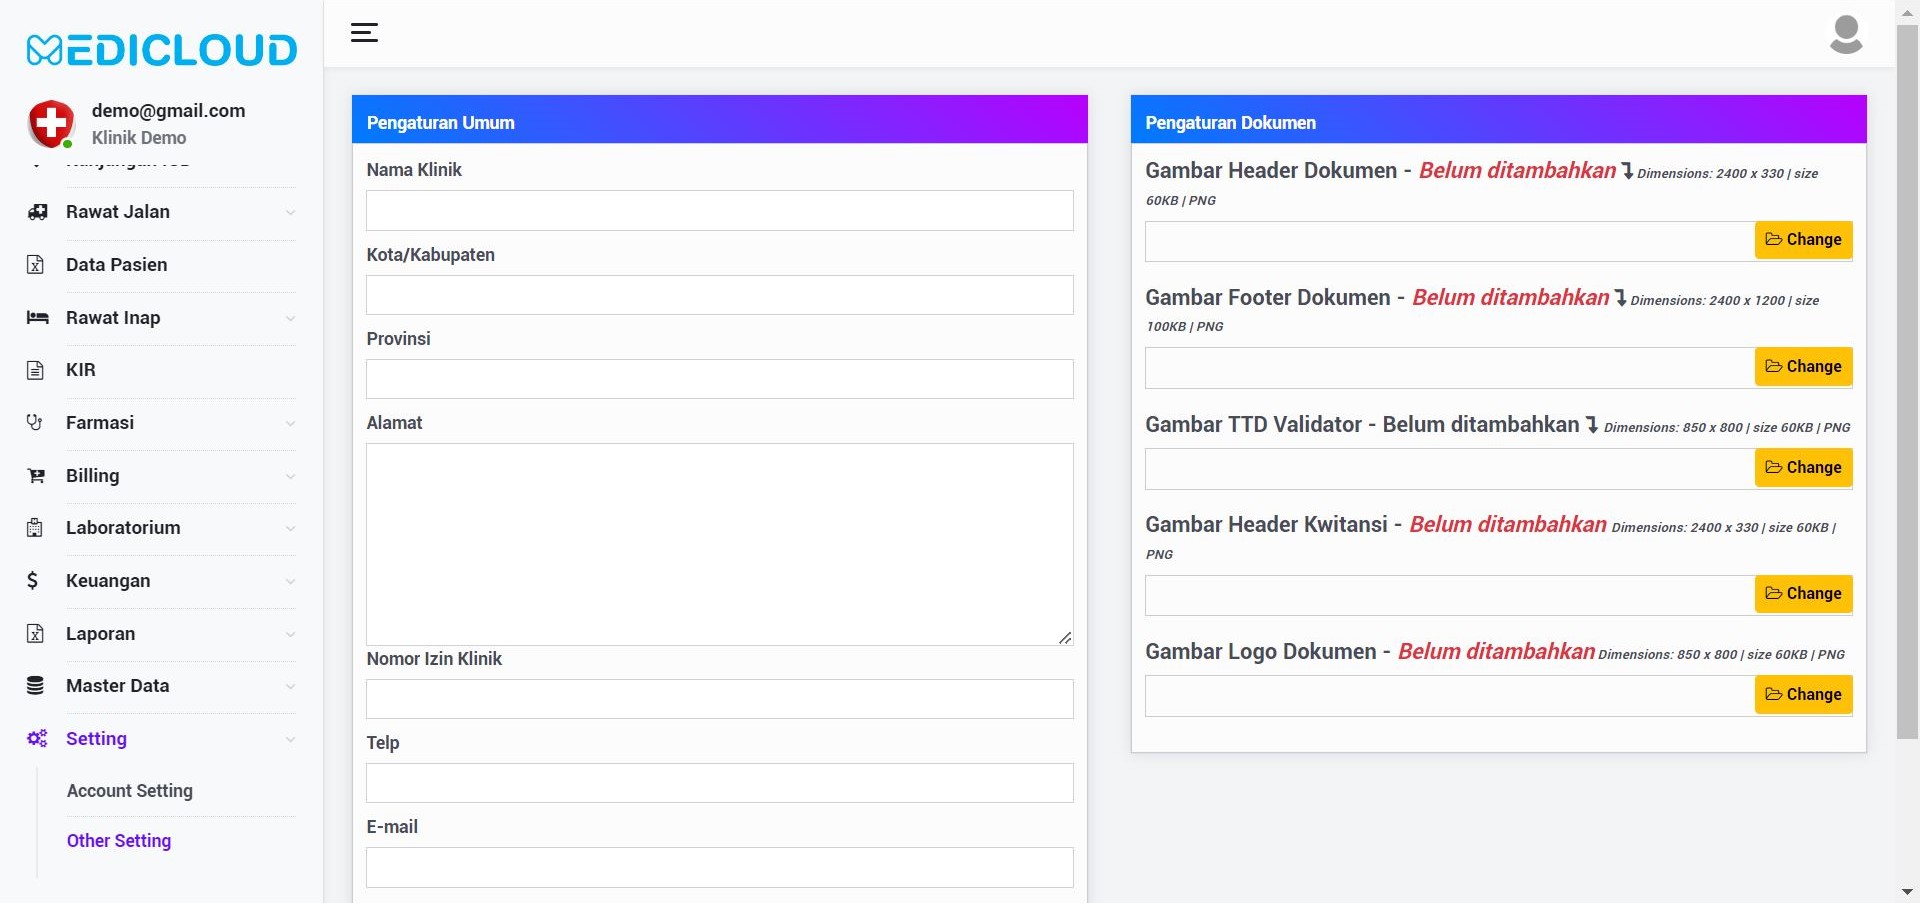 MEDICLOUD
demo@gmail.com
Klinik Demo
Rawat Jalan
Data Pasien
Rawat Inap
KIR
Farmasi
Billing
Laboratorium
Keuangan
Laporan
Master Data
Setting
Account Setting
Other Setting
Pengaturan Umum
Nama Klinik
Kota/Kabupaten
Provinsi
Alamat
Nomor Izin Klinik
Telp
E-mail
Pengaturan Dokumen
Gambar Header Dokumen - Belum ditambahkan Dimensions: 2400 x 330 | size
60KB | PNG
Change
Gambar Footer Dokumen - Belum ditambahkan Dimensions: 2400 x 1200 | size
100KB | PNG
Change
Gambar TTD Validator - Belum ditambahkan Dimensions: 850 x 800 | size 60KB | PNG
Change
Gambar Header Kwitansi - Belum ditambahkan Dimensions: 2400 x 330 | size 60KB |
PNG
Change
Gambar Logo Dokumen - Belum ditambahkan Dimensions: 850 x 800 | size 60KB | PNG
Change